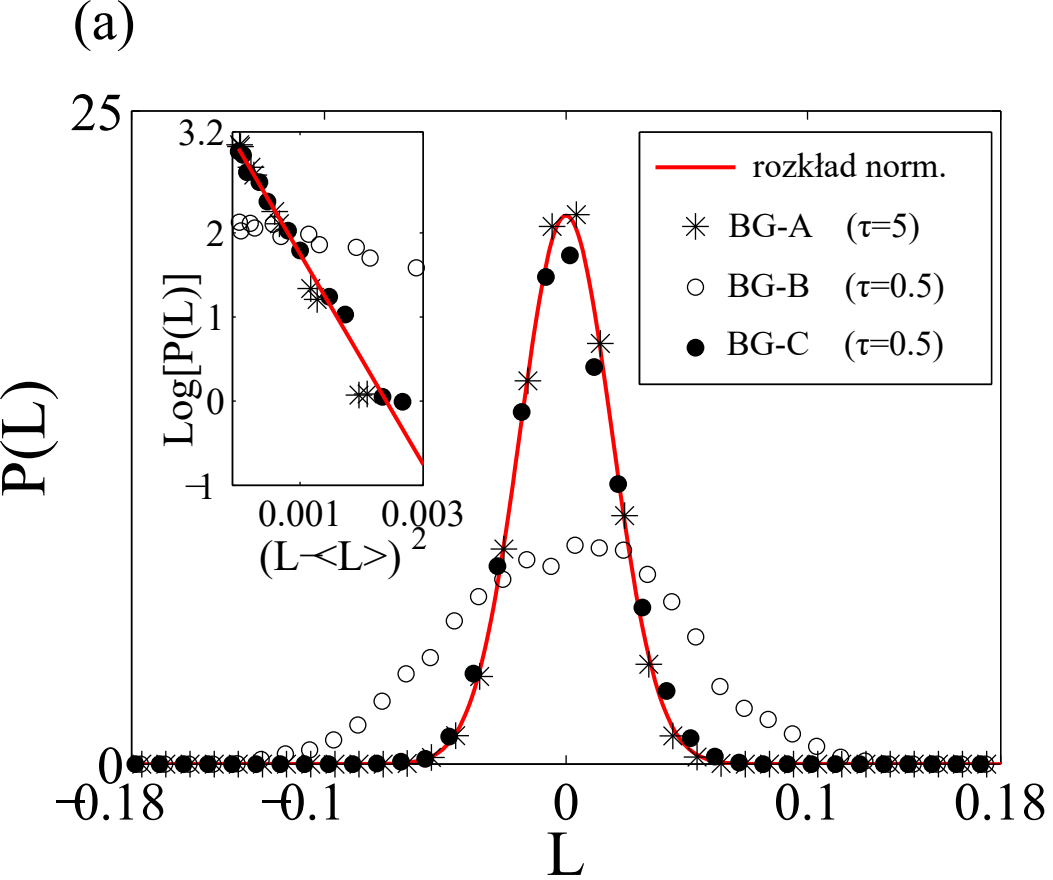 (a)
25
3.2
2
1
0
−1
Log[P(L)]
0.001 0.003
(L−<L>)²
rozkład norm.
BG-A (τ=5)
BG-B (τ=0.5)
BG-C (τ=0.5)
P(L)
0
−0.18 −0.1 0 0.1 0.18
L